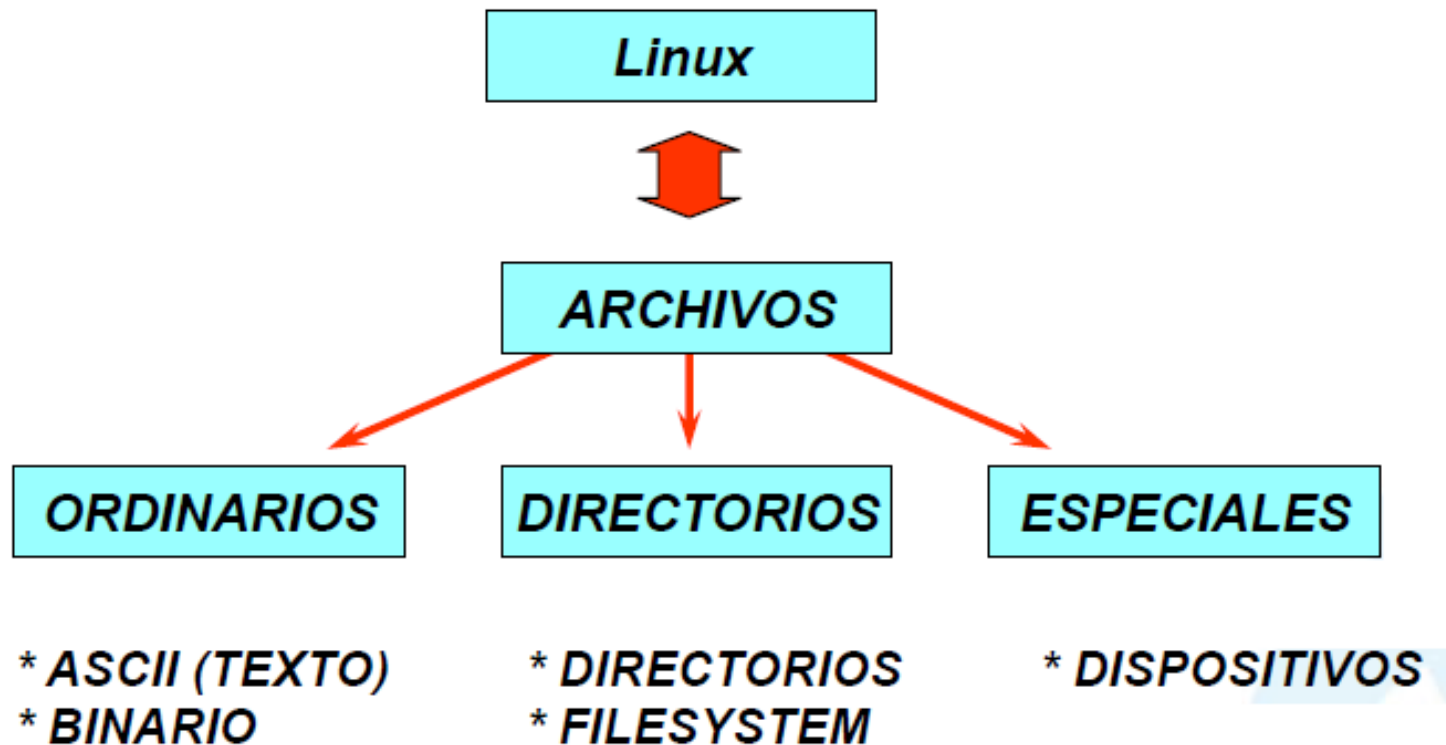 Linux
ARCHIVOS
ORDINARIOS
DIRECTORIOS
ESPECIALES
* ASCII (TEXTO)
* BINARIO
* DIRECTORIOS
* FILESYSTEM
* DISPOSITIVOS